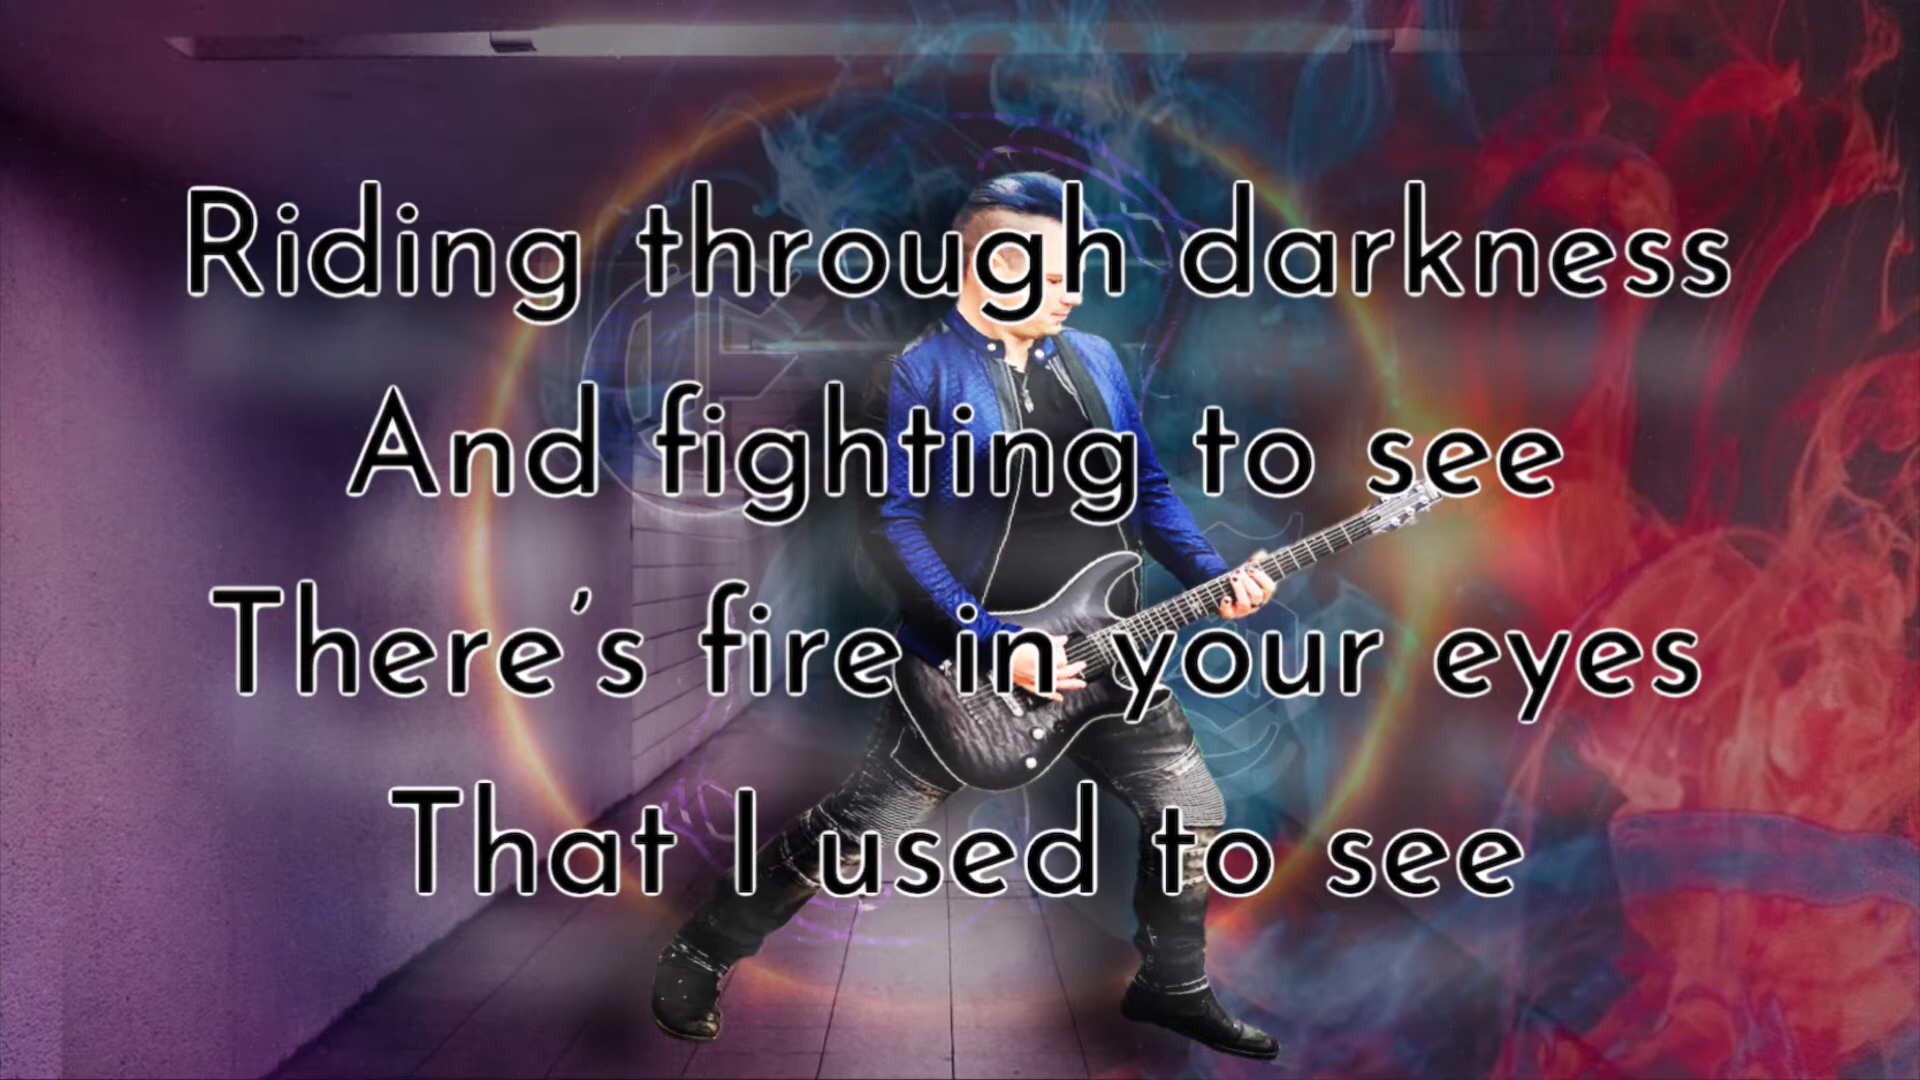 Riding through darkness
And fighting to see
There's fire in your eyes
That I used to see